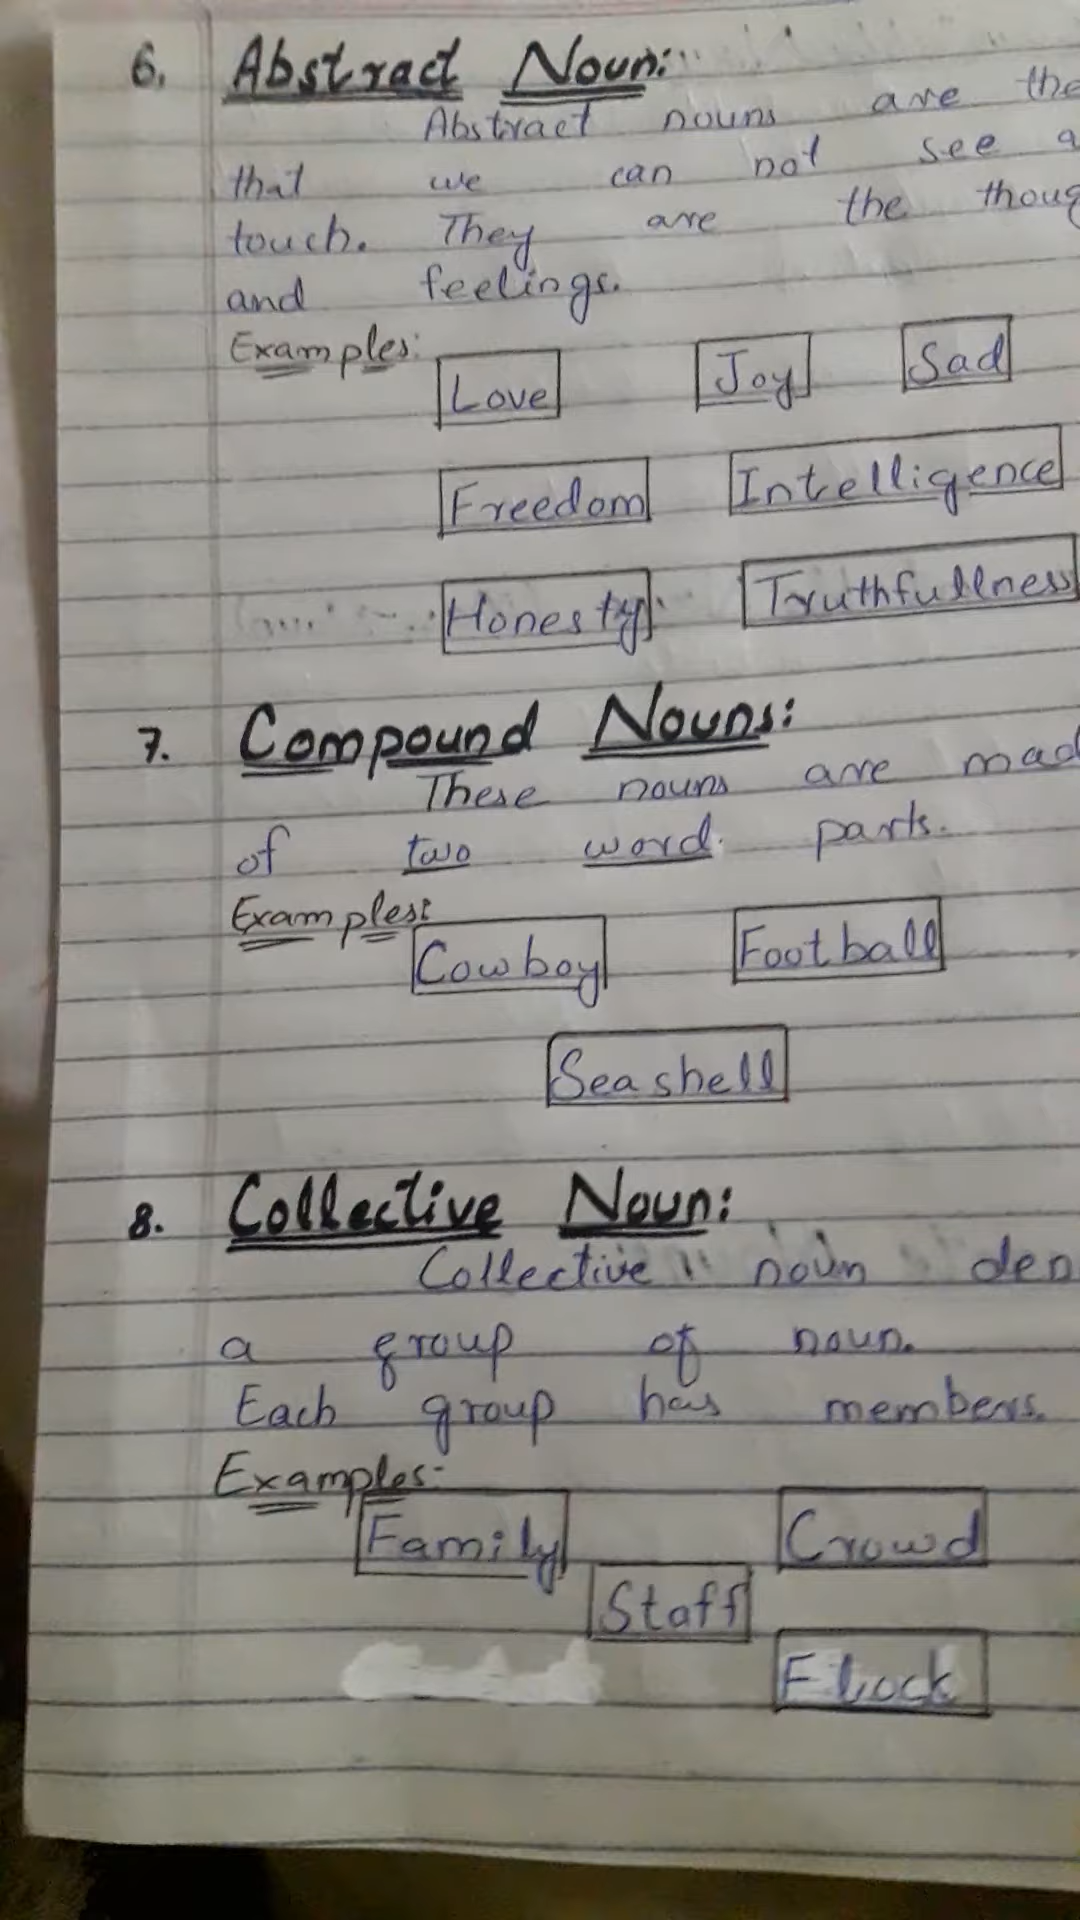 6. Abstract Noun:
Abstract nouns are the
that we can not see a
touch. They are the thoug
and feelings.
Examples:
Love Joy Sad
Freedom Intelligence
Honesty Truthfullness
7. Compound Nouns:
These nouns are mad
of two word parts.
Examples:
Cowboy Football
Seashell
8. Collective Noun:
Collective noun den
a group of noun.
Each group has members.
Examples:-
Family Crowd
Staff
Flock